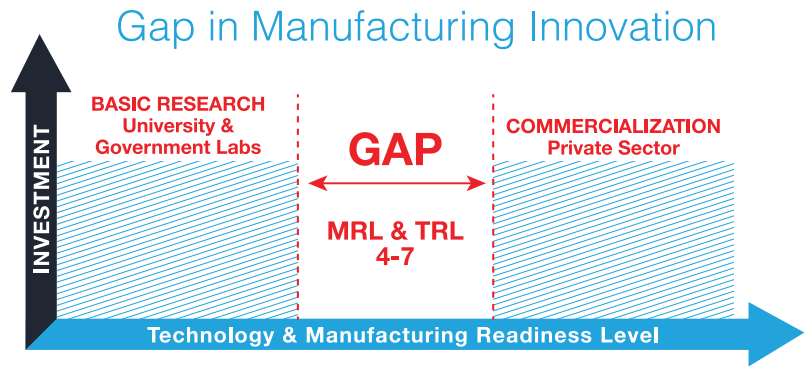 Gap in Manufacturing Innovation
BASIC RESEARCH
University &
Government Labs
GAP
MRL & TRL
4-7
COMMERCIALIZATION
Private Sector
INVESTMENT
Technology & Manufacturing Readiness Level